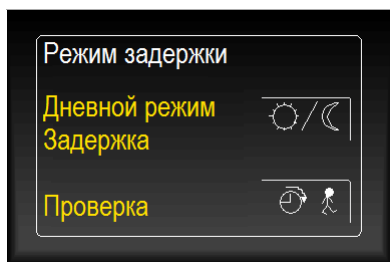 Режим задержки
Дневной режим
Задержка
Проверка